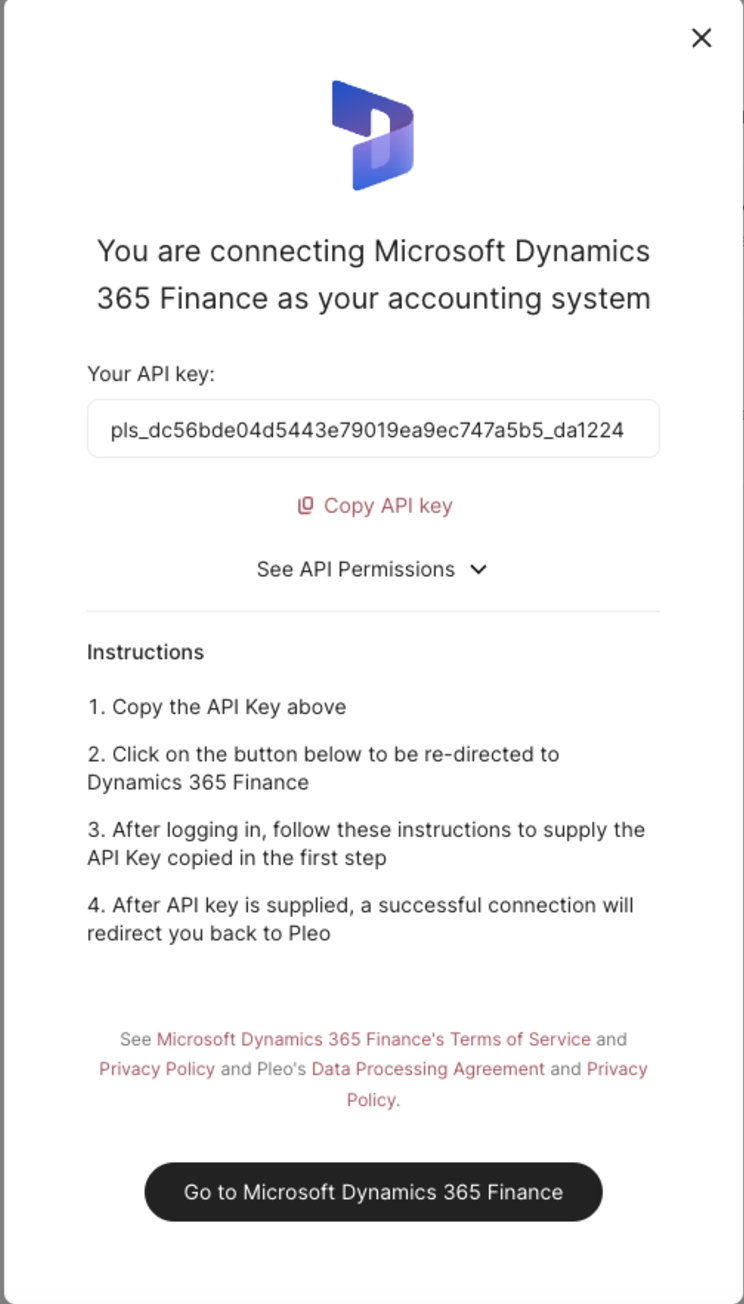 You are connecting Microsoft Dynamics
365 Finance as your accounting system
Your API key:
pls_dc56bde04d5443e79019ea9ec747a5b5_da1224
Copy API key
See API Permissions
Instructions
1. Copy the API Key above
2. Click on the button below to be re-directed to
Dynamics 365 Finance
3. After logging in, follow these instructions to supply the
API Key copied in the first step
4. After API key is supplied, a successful connection will
redirect you back to Pleo
See Microsoft Dynamics 365 Finance's Terms of Service and
Privacy Policy and Pleo's Data Processing Agreement and Privacy
Policy.
Go to Microsoft Dynamics 365 Finance